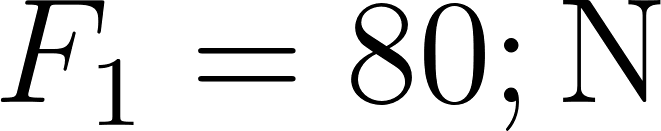 F₁ = 80; N